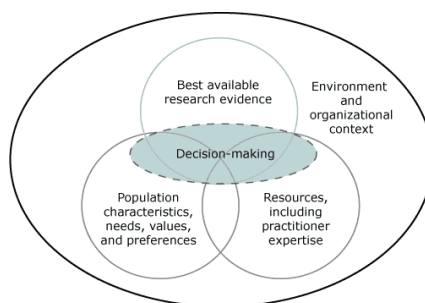 Best available
research evidence
Environment
and
organizational
context
Decision-making
Population
characteristics,
needs, values,
and preferences
Resources,
including
practitioner
expertise